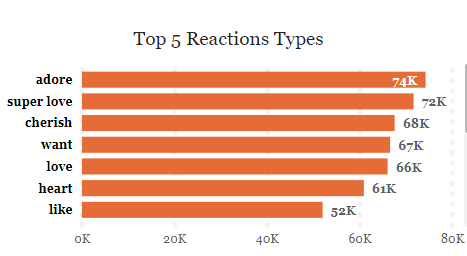 Top 5 Reactions Types
adore 74K
super love 72K
cherish 68K
want 67K
love 66K
heart 61K
like 52K
0K 20K 40K 60K 80K